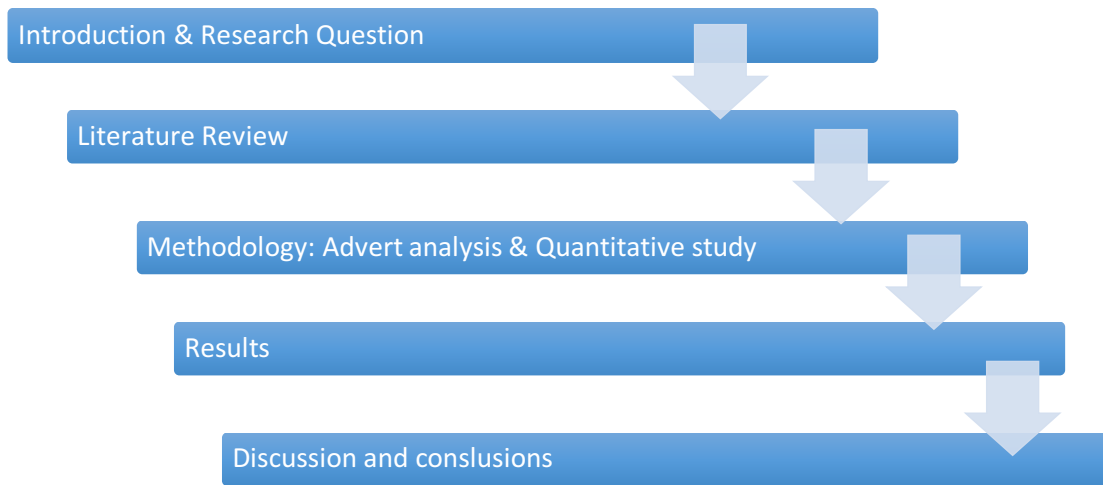 Introduction & Research Question
Literature Review
Methodology: Advert analysis & Quantitative study
Results
Discussion and conslusions